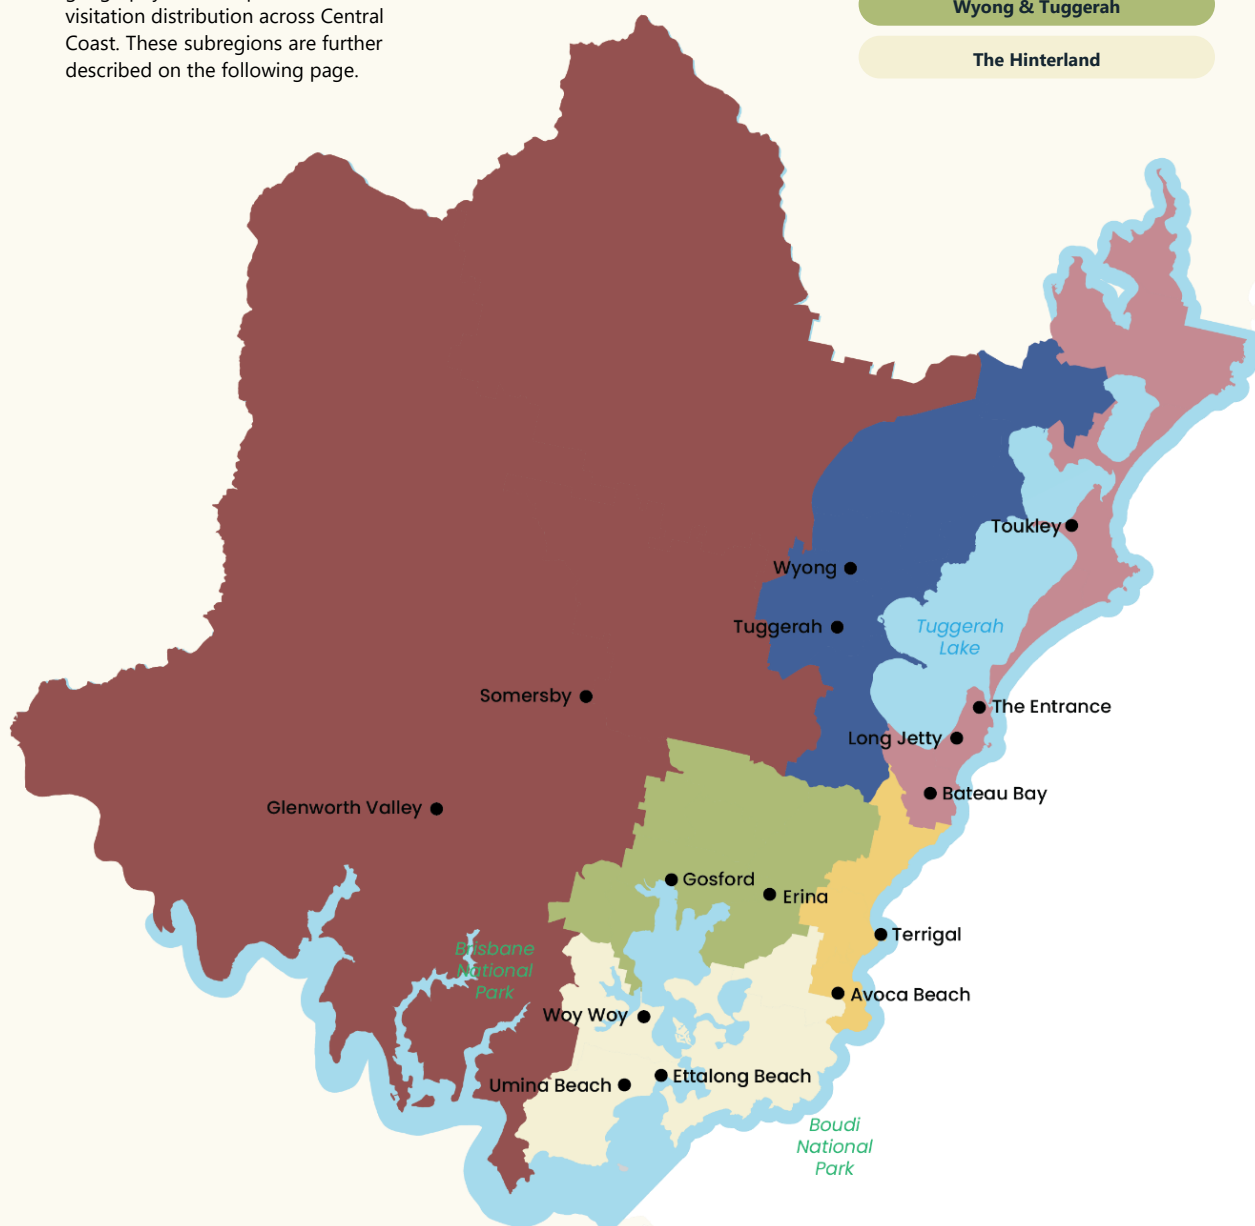 visitation distribution across Central
Coast. These subregions are further
described on the following page.
Wyong & Tuggerah
The Hinterland
Toukley
Wyong
Tuggerah
Tuggerah
Lake
Somersby
The Entrance
Long Jetty
Bateau Bay
Glenworth Valley
Gosford
Erina
Terrigal
Brisbane
National
Park
Avoca Beach
Woy Woy
Ettalong Beach
Umina Beach
Boudi
National
Park